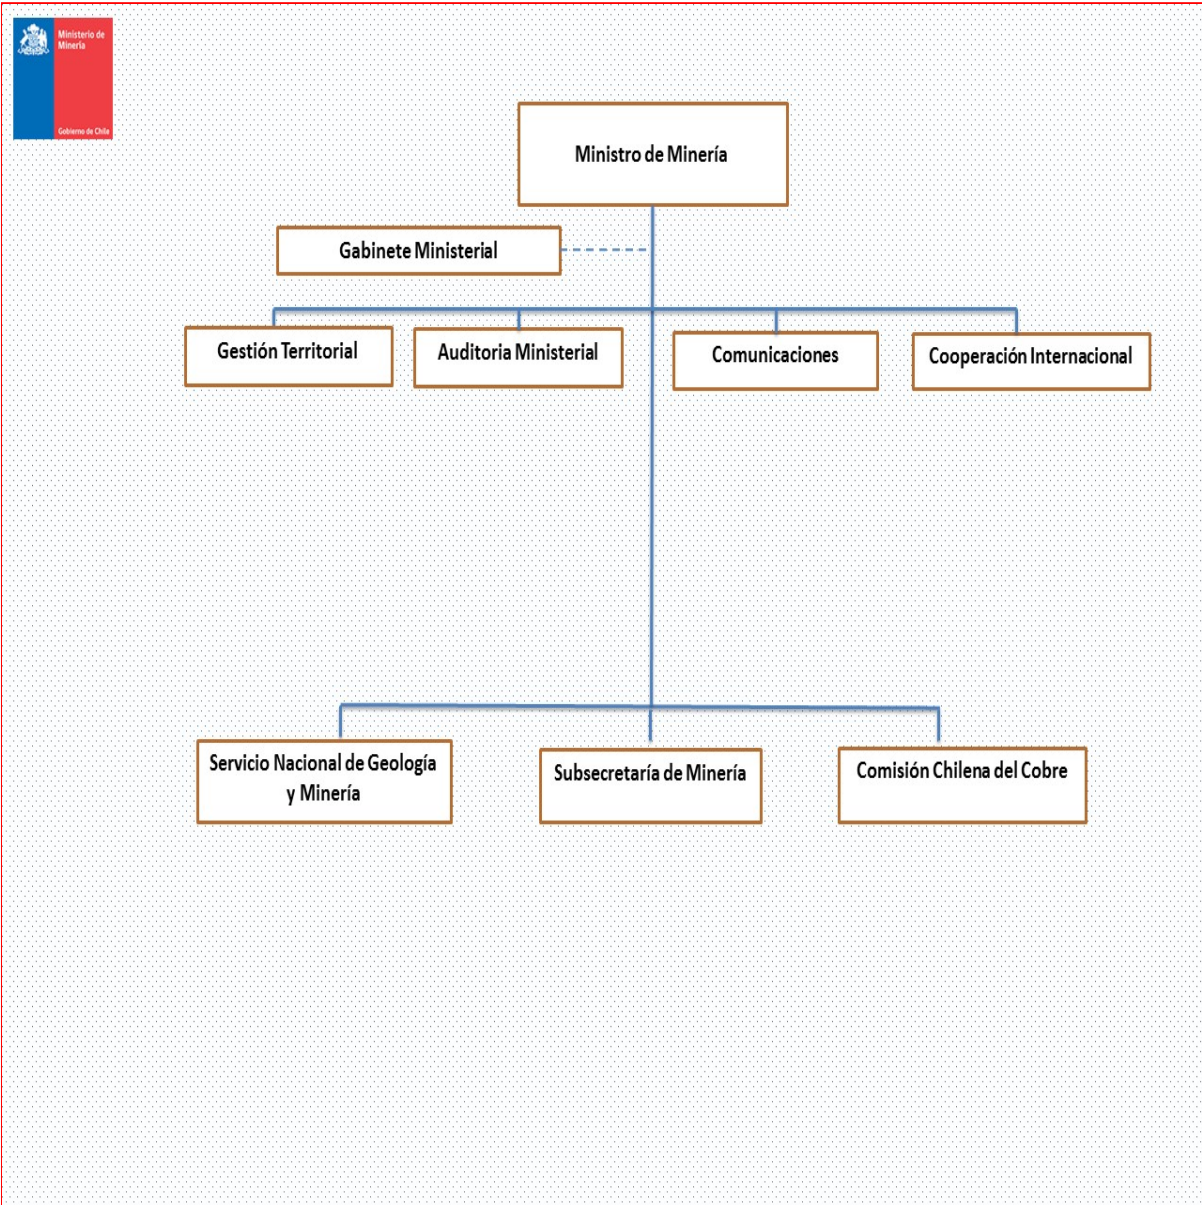 Ministerio de
Minería
Gobierno de Chile
Ministro de Minería
Gabinete Ministerial
Gestión Territorial
Auditoria Ministerial
Comunicaciones
Cooperación Internacional
Servicio Nacional de Geología
y Minería
Subsecretaría de Minería
Comisión Chilena del Cobre